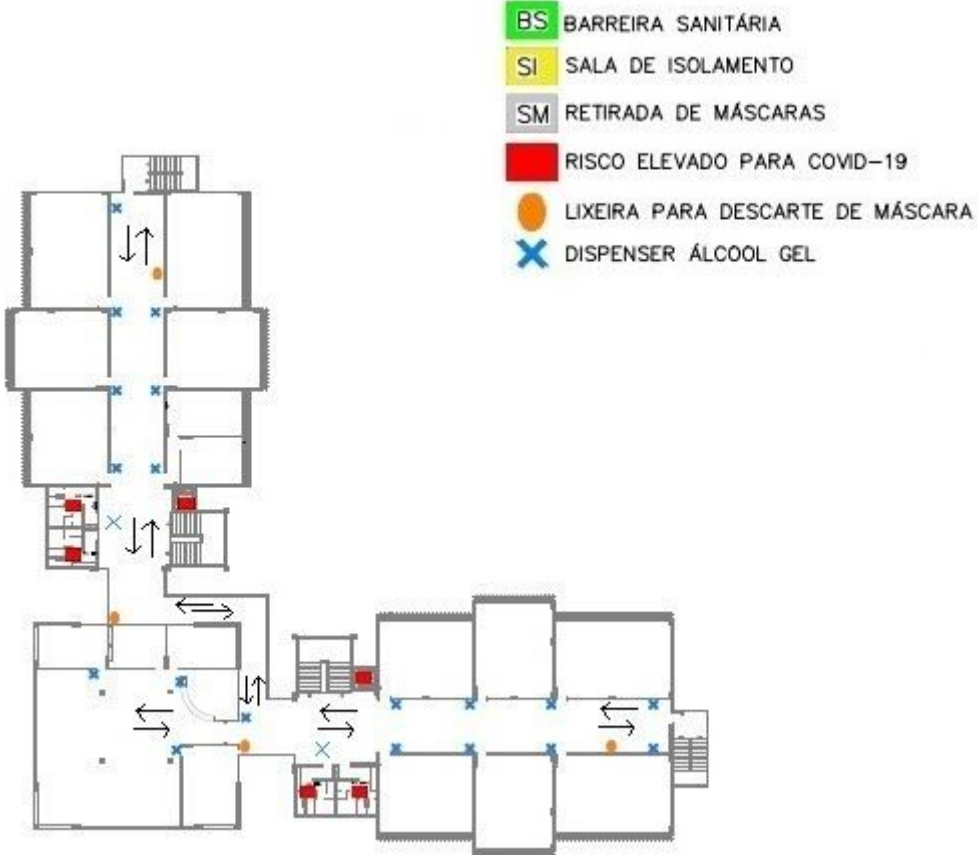 BS BARREIRA SANITÁRIA
SI SALA DE ISOLAMENTO
SM RETIRADA DE MÁSCARAS
RISCO ELEVADO PARA COVID-19
LIXEIRA PARA DESCARTE DE MÁSCARA
DISPENSER ÁLCOOL GEL